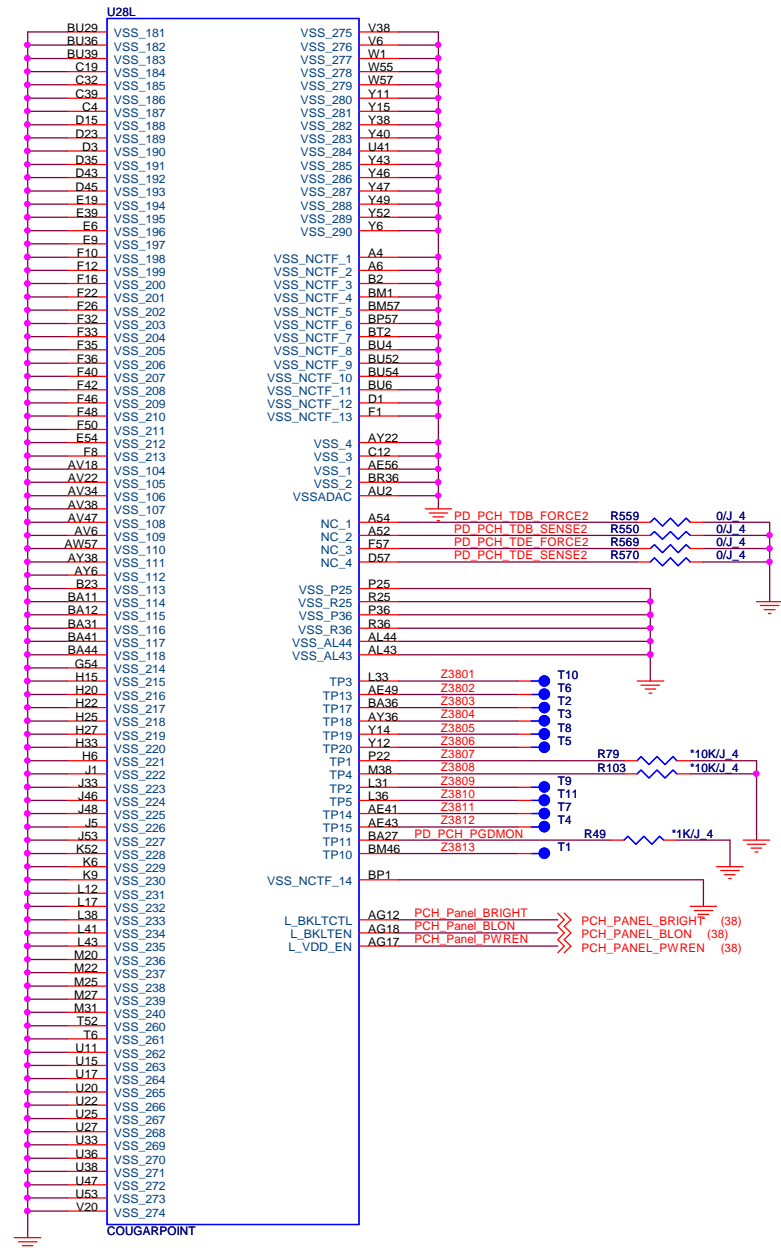 U28L
BU29 VSS_181 VSS_275 V38
BU36 VSS_182 VSS_276 V6
BU39 VSS_183 VSS_277 W1
C19 VSS_184 VSS_278 W55
C32 VSS_185 VSS_279 W57
C39 VSS_186 VSS_280 Y11
C4 VSS_187 VSS_281 Y15
D15 VSS_188 VSS_282 Y38
D23 VSS_189 VSS_283 Y40
D3 VSS_190 VSS_284 U41
D35 VSS_191 VSS_285 Y43
D43 VSS_192 VSS_286 Y46
D45 VSS_193 VSS_287 Y47
E19 VSS_194 VSS_288 Y49
E39 VSS_195 VSS_289 Y52
E6 VSS_196 VSS_290 Y6
E9 VSS_197
F10 VSS_198 VSS_NCTF_1 A4
F12 VSS_199 VSS_NCTF_2 A6
F16 VSS_200 VSS_NCTF_3 B2
F22 VSS_201 VSS_NCTF_4 BM1
F26 VSS_202 VSS_NCTF_5 BM57
F32 VSS_203 VSS_NCTF_6 BP57
F33 VSS_204 VSS_NCTF_7 BT2
F35 VSS_205 VSS_NCTF_8 BU4
F36 VSS_206 VSS_NCTF_9 BU52
F40 VSS_207 VSS_NCTF_10 BU54
F42 VSS_208 VSS_NCTF_11 BU6
F46 VSS_209 VSS_NCTF_12 D1
F48 VSS_210 VSS_NCTF_13 F1
F50 VSS_211
E54 VSS_212 VSS_4 AY22
F8 VSS_213 VSS_3 C12
AV18 VSS_104 VSS_1 AE56
AV22 VSS_105 VSS_2 BR36
AV34 VSS_106 VSSADAC AU2
AV38 VSS_107
AV47 VSS_108 NC_1 A54 PD_PCH_TDB_FORCE2 R559 0/J_4
AV6 VSS_109 NC_2 A52 PD_PCH_TDB_SENSE2 R550 0/J_4
AW57 VSS_110 NC_3 F57 PD_PCH_TDE_FORCE2 R569 0/J_4
AY38 VSS_111 NC_4 D57 PD_PCH_TDE_SENSE2 R570 0/J_4
AY6 VSS_112
B23 VSS_113 VSS_P25 P25
BA11 VSS_114 VSS_R25 R25
BA12 VSS_115 VSS_P36 P36
BA31 VSS_116 VSS_R36 R36
BA41 VSS_117 VSS_AL44 AL44
BA44 VSS_118 VSS_AL43 AL43
G54 VSS_214
H15 VSS_215 TP3 L33 Z3801 T10
H20 VSS_216 TP13 AE49 Z3802 T6
H22 VSS_217 TP17 BA36 Z3803 T2
H25 VSS_218 TP18 AY36 Z3804 T3
H27 VSS_219 TP19 Y14 Z3805 T8
H33 VSS_220 TP20 Y12 Z3806 T5
H6 VSS_221 TP1 P22 Z3807 R79 *10K/J_4
J1 VSS_222 TP4 M38 Z3808 R103 *10K/J_4
J33 VSS_223 TP2 L31 Z3809 T9
J46 VSS_224 TP5 L36 Z3810 T11
J48 VSS_225 TP14 AE41 Z3811 T7
J5 VSS_226 TP15 AE43 Z3812 T4
J53 VSS_227 TP11 BA27 PD_PCH_PGDMON R49 *1K/J_4
K52 VSS_228 TP10 BM46 Z3813 T1
K6 VSS_229
K9 VSS_230 VSS_NCTF_14 BP1
L12 VSS_231
L17 VSS_232
L38 VSS_233 L_BKLTCTL AG12 PCH_Panel_BRIGHT PCH_PANEL_BRIGHT (38)
L41 VSS_234 L_BKLTEN AG18 PCH_Panel_BLON PCH_PANEL_BLON (38)
L43 VSS_235 L_VDD_EN AG17 PCH_Panel_PWREN PCH_PANEL_PWREN (38)
M20 VSS_236
M22 VSS_237
M25 VSS_238
M27 VSS_239
M31 VSS_240
T52 VSS_260
T6 VSS_261
U11 VSS_262
U15 VSS_263
U17 VSS_264
U20 VSS_265
U22 VSS_266
U25 VSS_267
U27 VSS_268
U33 VSS_269
U36 VSS_270
U38 VSS_271
U47 VSS_272
U53 VSS_273
V20 VSS_274
COUGARPOINT